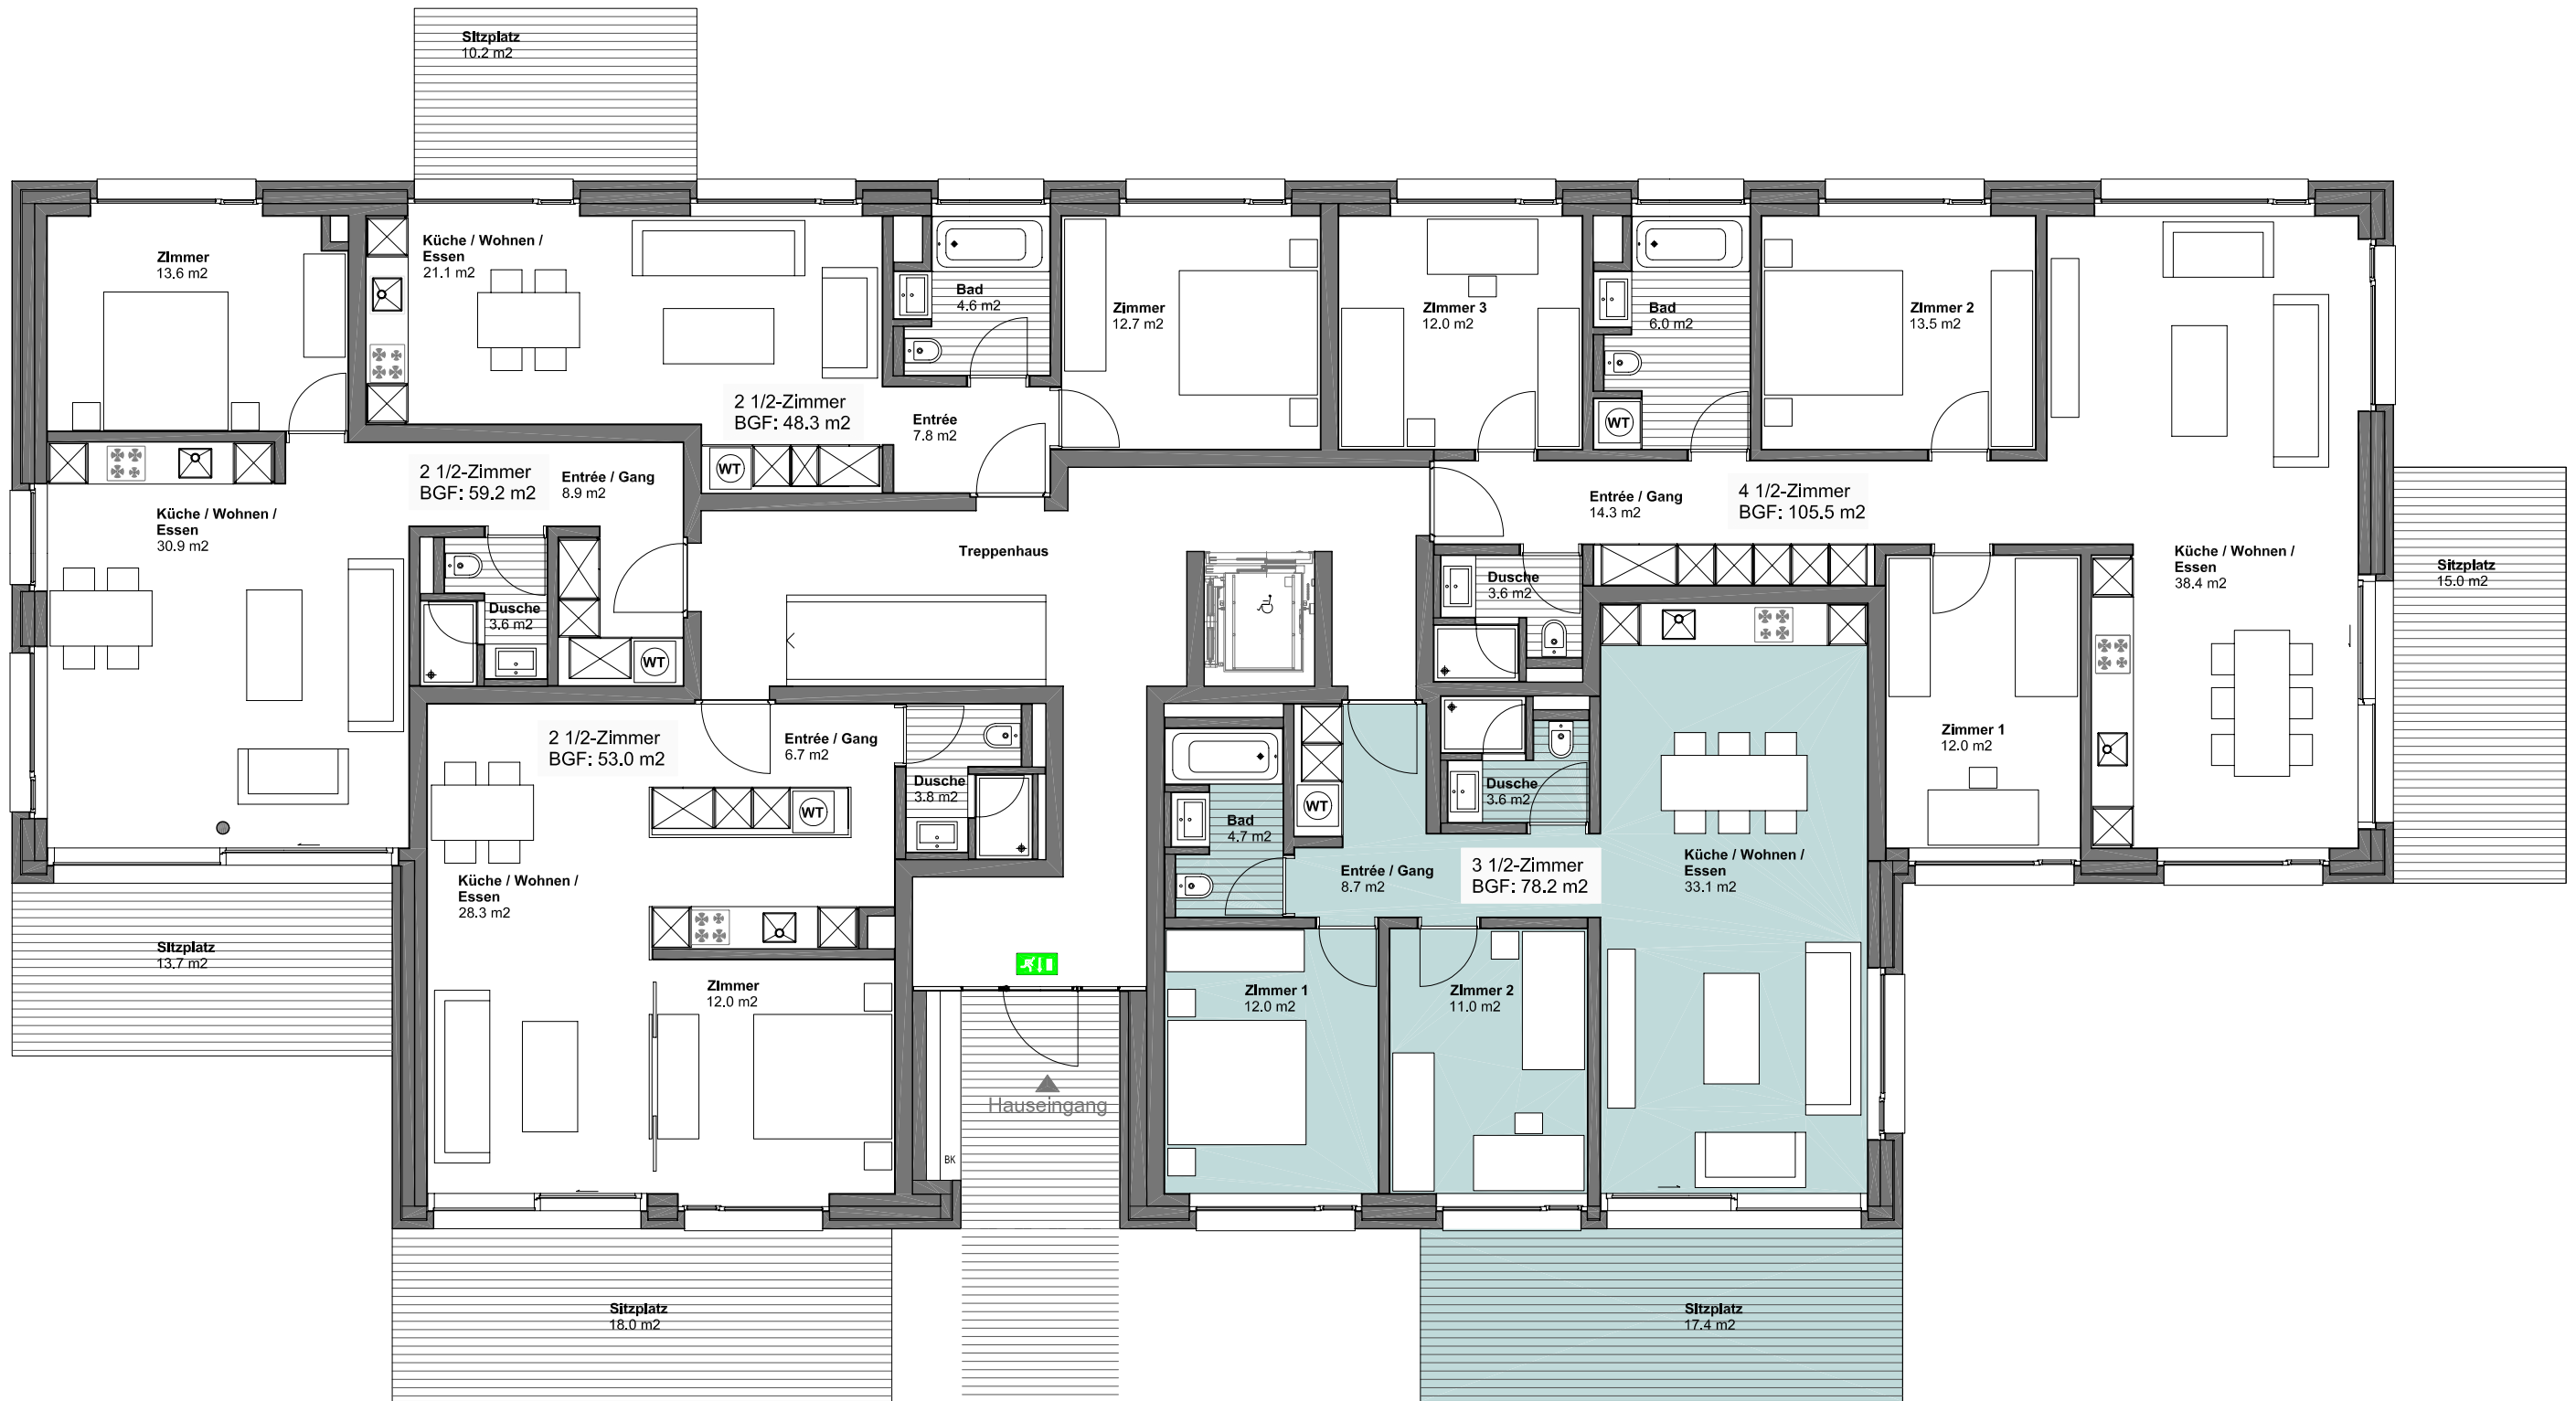 Sitzplatz
10.2 m2
Zimmer
13.6 m2
Küche / Wohnen /
Essen
21.1 m2
Bad
4.6 m2
Zimmer
12.7 m2
Zimmer 3
12.0 m2
Bad
6.0 m2
WT
Zimmer 2
13.5 m2
2 1/2-Zimmer
BGF: 48.3 m2
Entrée
7.8 m2
WT
2 1/2-Zimmer
BGF: 59.2 m2
Entrée / Gang
8.9 m2
Küche / Wohnen /
Essen
30.9 m2
Dusche
3.6 m2
WT
Treppenhaus
Entrée / Gang
14.3 m2
4 1/2-Zimmer
BGF: 105.5 m2
Dusche
3.6 m2
Küche / Wohnen /
Essen
38.4 m2
Sitzplatz
15.0 m2
Zimmer 1
12.0 m2
2 1/2-Zimmer
BGF: 53.0 m2
Entrée / Gang
6.7 m2
Dusche
3.8 m2
WT
Küche / Wohnen /
Essen
28.3 m2
Zimmer
12.0 m2
Sitzplatz
13.7 m2
Bad
4.7 m2
WT
Dusche
3.6 m2
Entrée / Gang
8.7 m2
3 1/2-Zimmer
BGF: 78.2 m2
Küche / Wohnen /
Essen
33.1 m2
Zimmer 1
12.0 m2
Zimmer 2
11.0 m2
Hauseingang
BK
Sitzplatz
18.0 m2
Sitzplatz
17.4 m2